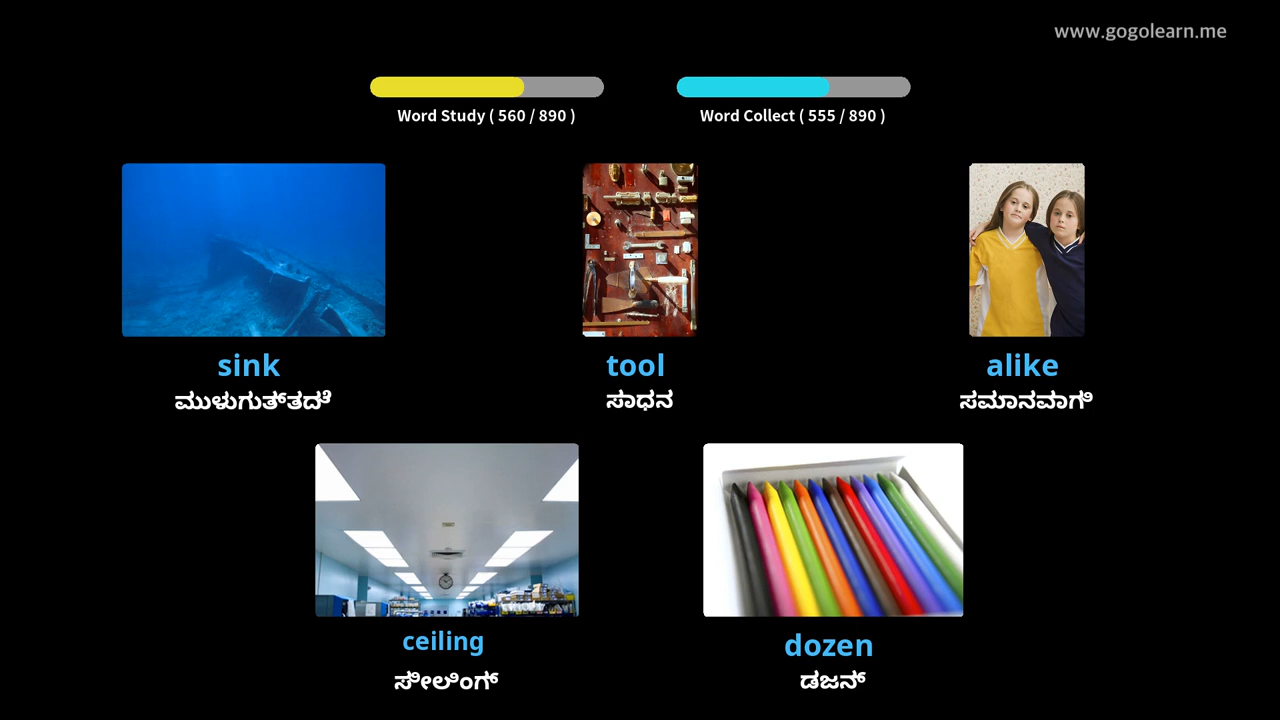 www.gogolearn.me
Word Study ( 560 / 890 )
Word Collect ( 555 / 890 )
sink
ಮುಳುಗುತ್ತದೆ
tool
ಸಾಧನ
alike
ಸಮಾನವಾಗಿ
ceiling
ಸೀಲಿಂಗ್
dozen
ಡಜನ್